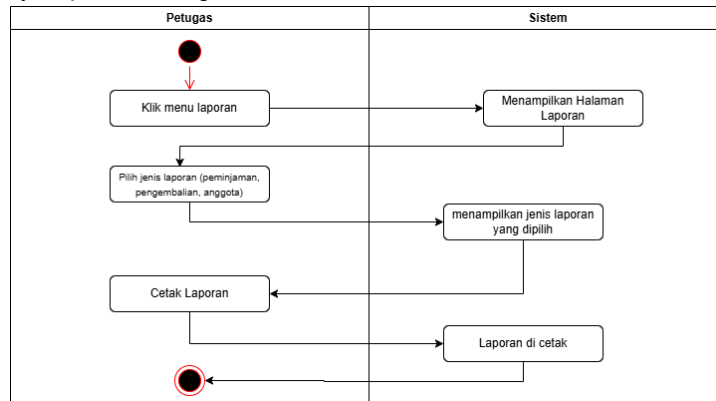 Petugas
Sistem
Klik menu laporan
Menampilkan Halaman
Laporan
Pilih jenis laporan (peminjaman,
pengembalian, anggota)
menampilkan jenis laporan
yang dipilih
Cetak Laporan
Laporan di cetak